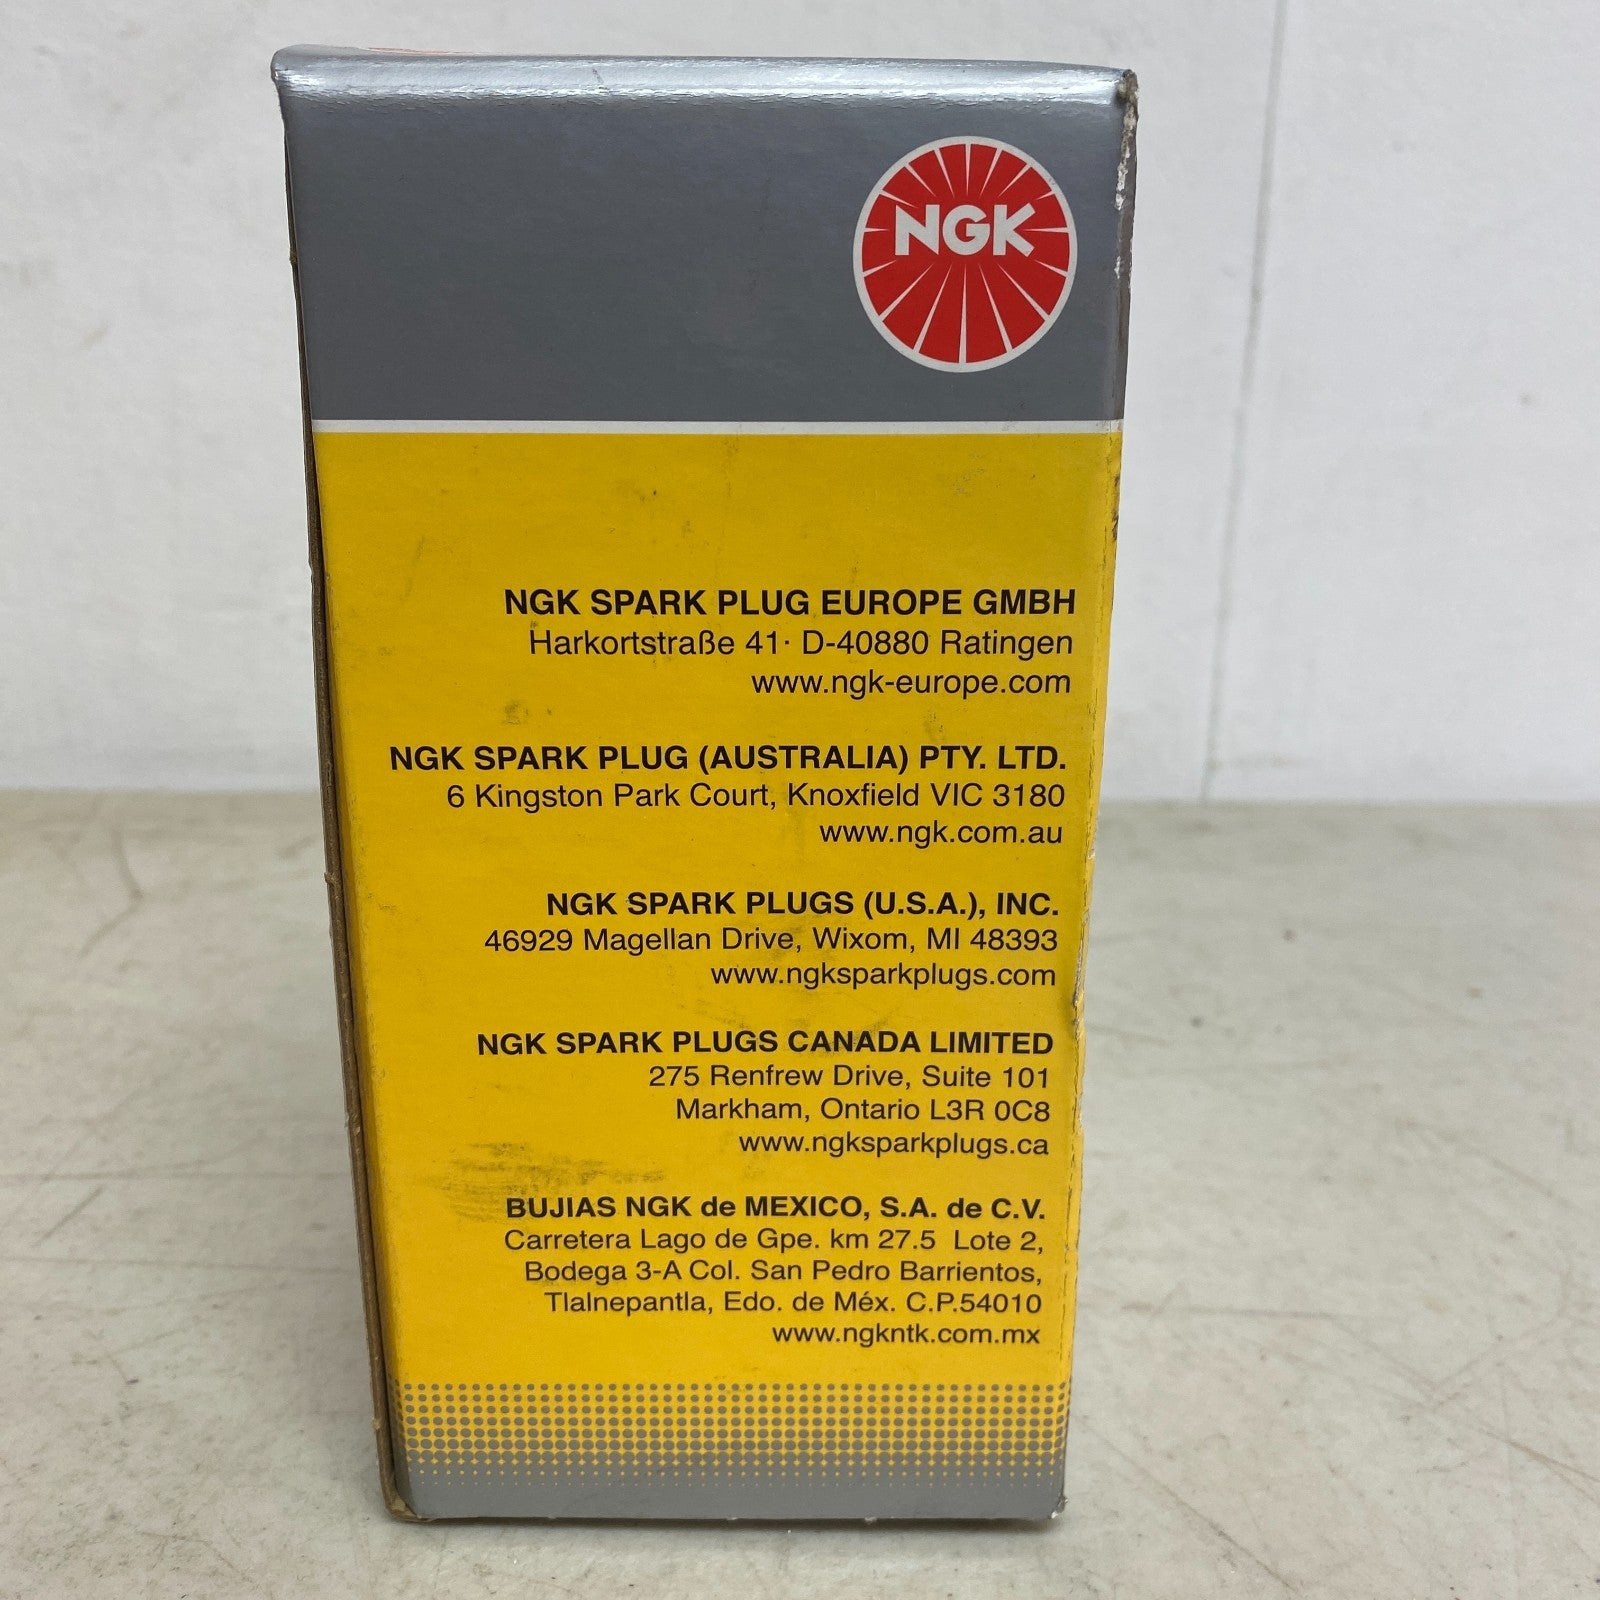 NGK
NGK SPARK PLUG EUROPE GMBH
Harkortstraße 41· D-40880 Ratingen
www.ngk-europe.com
NGK SPARK PLUG (AUSTRALIA) PTY. LTD.
6 Kingston Park Court, Knoxfield VIC 3180
www.ngk.com.au
NGK SPARK PLUGS (U.S.A.), INC.
46929 Magellan Drive, Wixom, MI 48393
www.ngksparkplugs.com
NGK SPARK PLUGS CANADA LIMITED
275 Renfrew Drive, Suite 101
Markham, Ontario L3R 0C8
www.ngksparkplugs.ca
BUJIAS NGK de MEXICO, S.A. de C.V.
Carretera Lago de Gpe. km 27.5 Lote 2,
Bodega 3-A Col. San Pedro Barrientos,
Tlalnepantla, Edo. de Méx. C.P.54010
www.ngkntk.com.mx